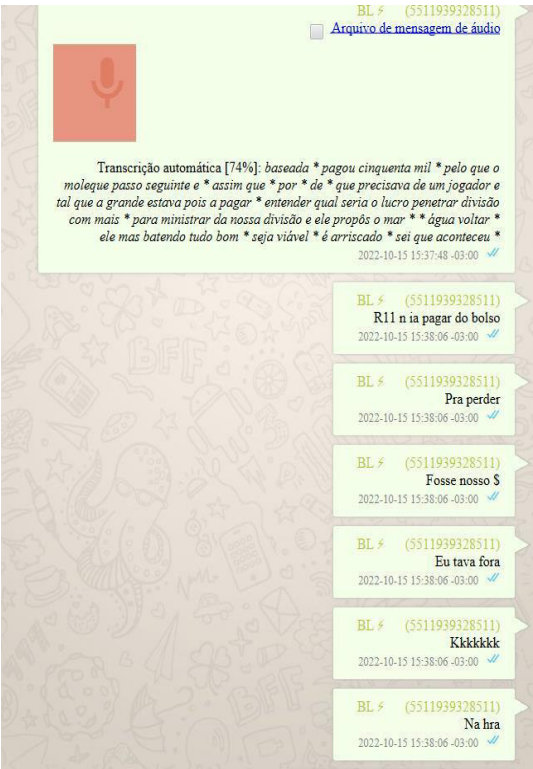 BL ⚡ (5511939328511)
Arquivo de mensagem de áudio
Transcrição automática [74%]: baseada * pagou cinquenta mil * pelo que o
moleque passo seguinte e * assim que * por * de * que precisava de um jogador e
tal que a grande estava pois a pagar * entender qual seria o lucro penetrar divisão
com mais * para ministrar da nossa divisão e ele propôs o mar * * água voltar *
ele mas batendo tudo bom * seja viável * é arriscado * sei que aconteceu *
2022-10-15 15:37:48 -03:00
BL ⚡ (5511939328511)
R11 n ia pagar do bolso
2022-10-15 15:38:06 -03:00
BL ⚡ (5511939328511)
Pra perder
2022-10-15 15:38:06 -03:00
BL ⚡ (5511939328511)
Fosse nosso $
2022-10-15 15:38:06 -03:00
BL ⚡ (5511939328511)
Eu tava fora
2022-10-15 15:38:06 -03:00
BL ⚡ (5511939328511)
Kkkkkkk
2022-10-15 15:38:06 -03:00
BL ⚡ (5511939328511)
Na hra
2022-10-15 15:38:06 -03:00